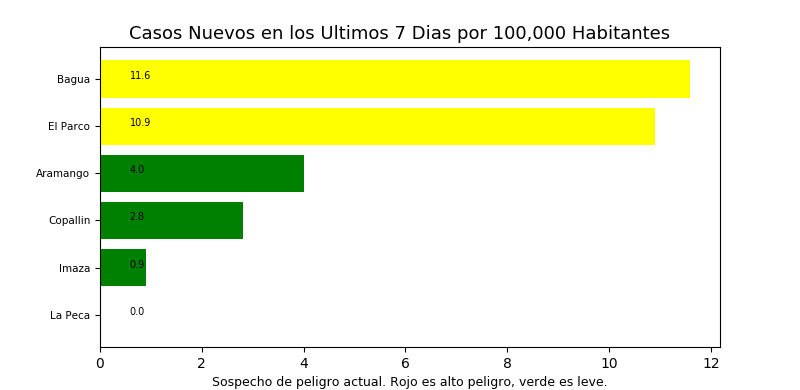 Casos Nuevos en los Ultimos 7 Dias por 100,000 Habitantes
Bagua 11.6
El Parco 10.9
Aramango 4.0
Copallin 2.8
Imaza 0.9
La Peca 0.0
0 2 4 6 8 10 12
Sospecho de peligro actual. Rojo es alto peligro, verde es leve.